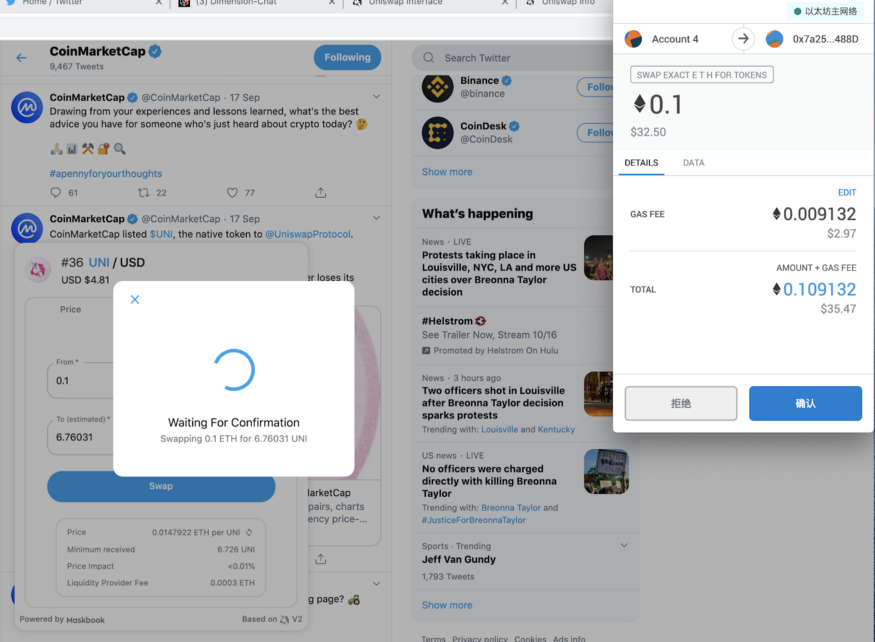 Home / Twitter
(3) Dimension-Chat
Uniswap Interface
Uniswap Info
CoinMarketCap
9,467 Tweets
Following
CoinMarketCap @CoinMarketCap · 17 Sep
Drawing from your experiences and lessons learned, what's the best
advice you have for someone who's just heard about crypto today? 🤔
#apennyforyourthoughts
61
22
77
CoinMarketCap @CoinMarketCap · 17 Sep
CoinMarketCap listed $UNI, the native token to @UniswapProtocol.
#36 UNI / USD
USD $4.81
er loses its
Price
From *
0.1
To (estimated) *
6.76031
Swap
Waiting For Confirmation
Swapping 0.1 ETH for 6.76031 UNI
Price
0.0147922 ETH per UNI
Minimum received
6.726 UNI
Price Impact
<0.01%
Liquidity Provider Fee
0.0003 ETH
Powered by Maskbook
Based on V2
arketCap
pairs, charts
ency price-...
g page?
Search Twitter
Binance
@binance
Follo
CoinDesk
@CoinDesk
Follo
Show more
What's happening
News · LIVE
Protests taking place in
Louisville, NYC, LA and more US
cities over Breonna Taylor
decision
#Helstrom
See Trailer Now, Stream 10/16
Promoted by Helstrom On Hulu
News · 3 hours ago
Two officers shot in Louisville
after Breonna Taylor decision
sparks protests
Trending with: Louisville and Kentucky
US news · LIVE
No officers were charged
directly with killing Breonna
Taylor
Trending with: Breonna Taylor and
#JusticeForBreonnaTaylor
Sports · Trending
Jeff Van Gundy
1,793 Tweets
Show more
Terms Privacy policy Cookies Ads info
以太坊主网络
Account 4
0x7a25...488D
SWAP EXACT E T H FOR TOKENS
0.1
$32.50
DETAILS
DATA
EDIT
GAS FEE
0.009132
$2.97
AMOUNT + GAS FEE
TOTAL
0.109132
$35.47
拒绝
确认